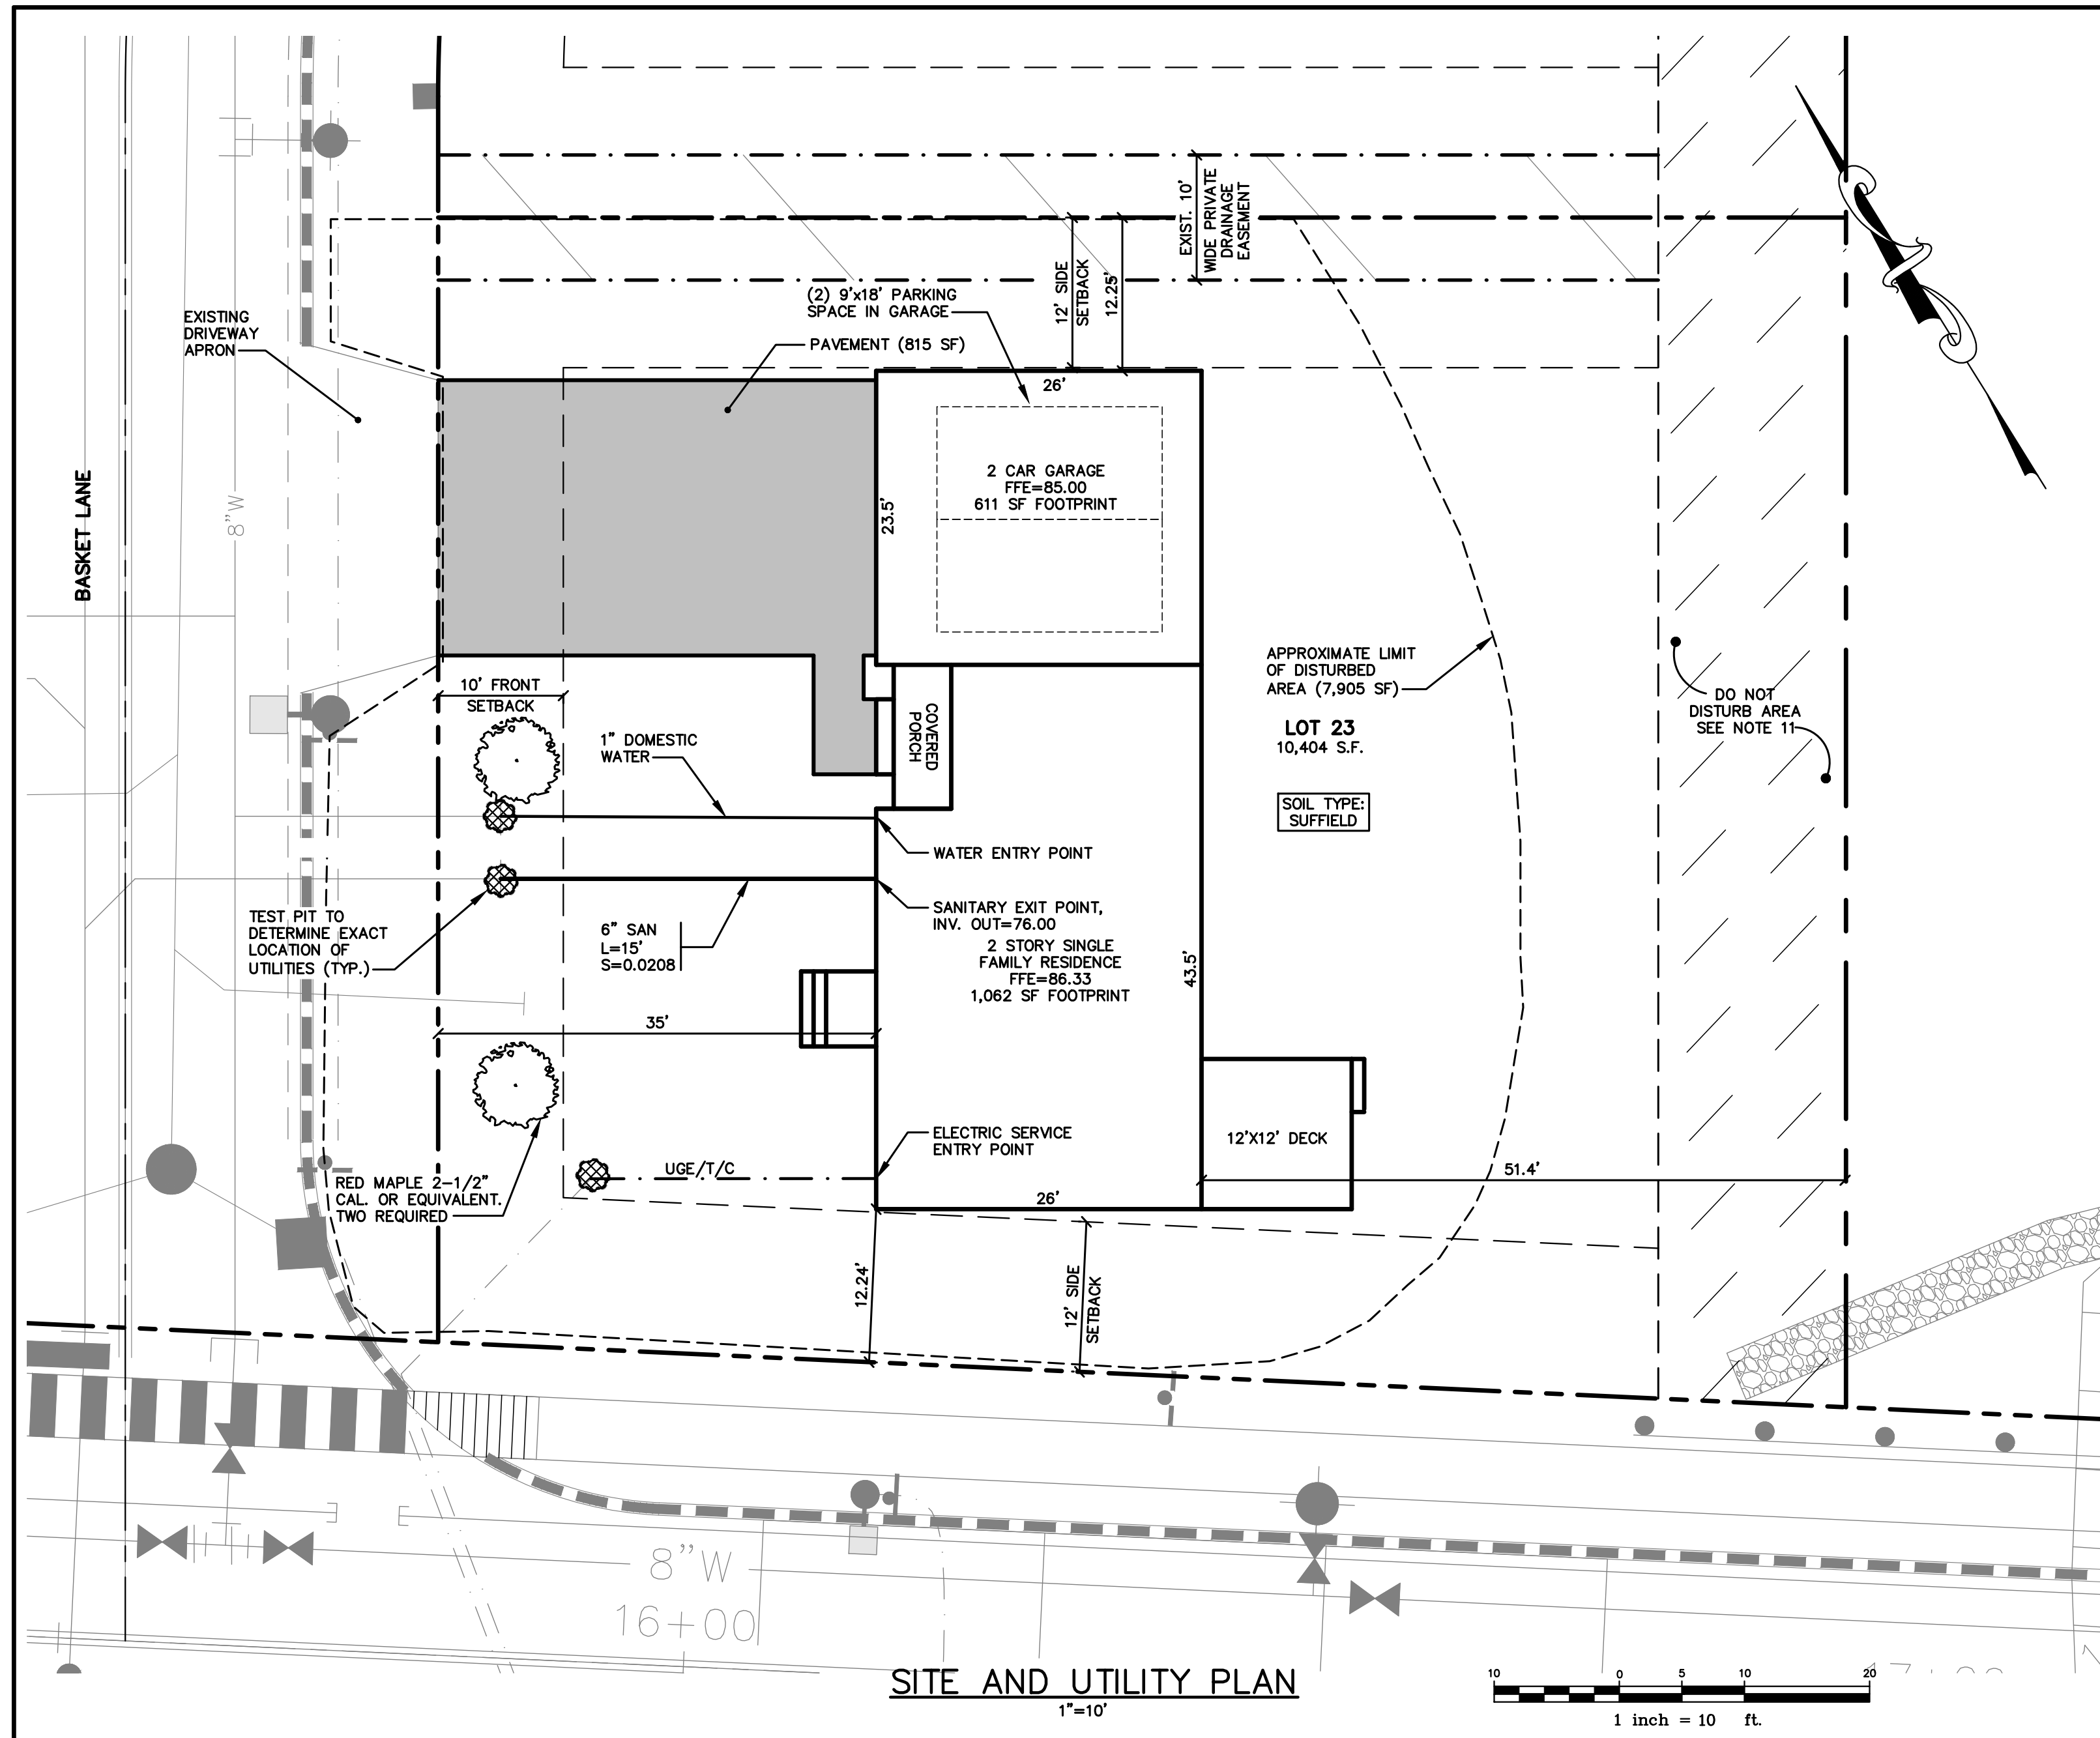 EXIST. 10'
WIDE PRIVATE
DRAINAGE
EASEMENT
12' SIDE
SETBACK
12.25'
(2) 9'x18' PARKING
SPACE IN GARAGE
PAVEMENT (815 SF)
EXISTING
DRIVEWAY
APRON
26'
2 CAR GARAGE
FFE=85.00
611 SF FOOTPRINT
23.5'
BASKET LANE
8"W
APPROXIMATE LIMIT
OF DISTURBED
AREA (7,905 SF)
LOT 23
10,404 S.F.
DO NOT
DISTURB AREA
SEE NOTE 11
10' FRONT
SETBACK
COVERED
PORCH
1" DOMESTIC
WATER
SOIL TYPE:
SUFFIELD
WATER ENTRY POINT
SANITARY EXIT POINT,
INV. OUT=76.00
TEST PIT TO
DETERMINE EXACT
LOCATION OF
UTILITIES (TYP.)
6" SAN
L=15'
S=0.0208
2 STORY SINGLE
FAMILY RESIDENCE
FFE=86.33
1,062 SF FOOTPRINT
43.5'
35'
ELECTRIC SERVICE
ENTRY POINT
12'X12' DECK
UGE/T/C
51.4'
RED MAPLE 2-1/2"
CAL. OR EQUIVALENT.
TWO REQUIRED
26'
12.24'
12' SIDE
SETBACK
8"W
16+00
SITE AND UTILITY PLAN
1"=10'
10 0 5 10 20
1 inch = 10 ft.